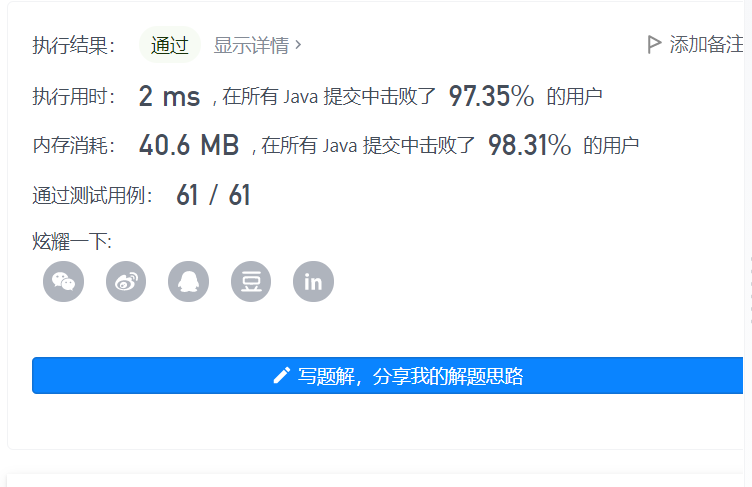 执行结果： 通过 显示详情 › 添加备注
执行用时： 2 ms , 在所有 Java 提交中击败了 97.35% 的用户
内存消耗： 40.6 MB , 在所有 Java 提交中击败了 98.31% 的用户
通过测试用例： 61 / 61
炫耀一下:
豆 in
写题解，分享我的解题思路